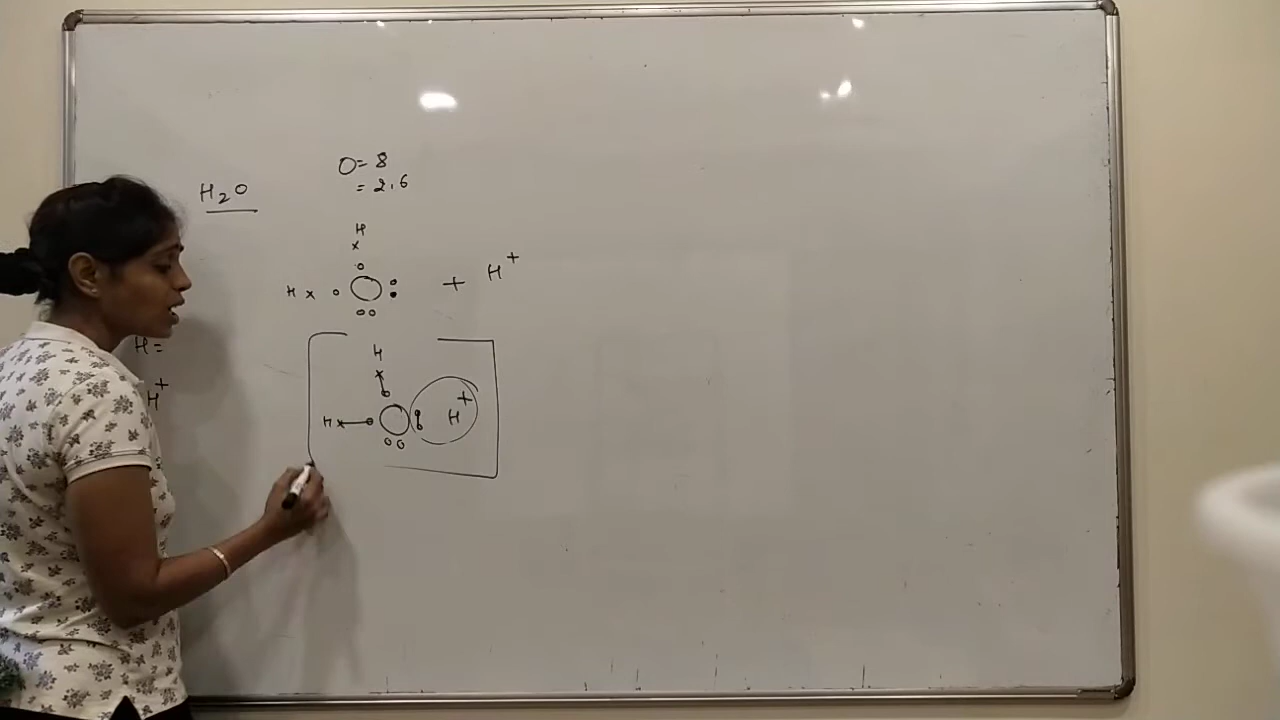 H₂O
O = 8
= 2,6
H
x
H x
+ H⁺
H =
H⁺
H
x
H x
H⁺